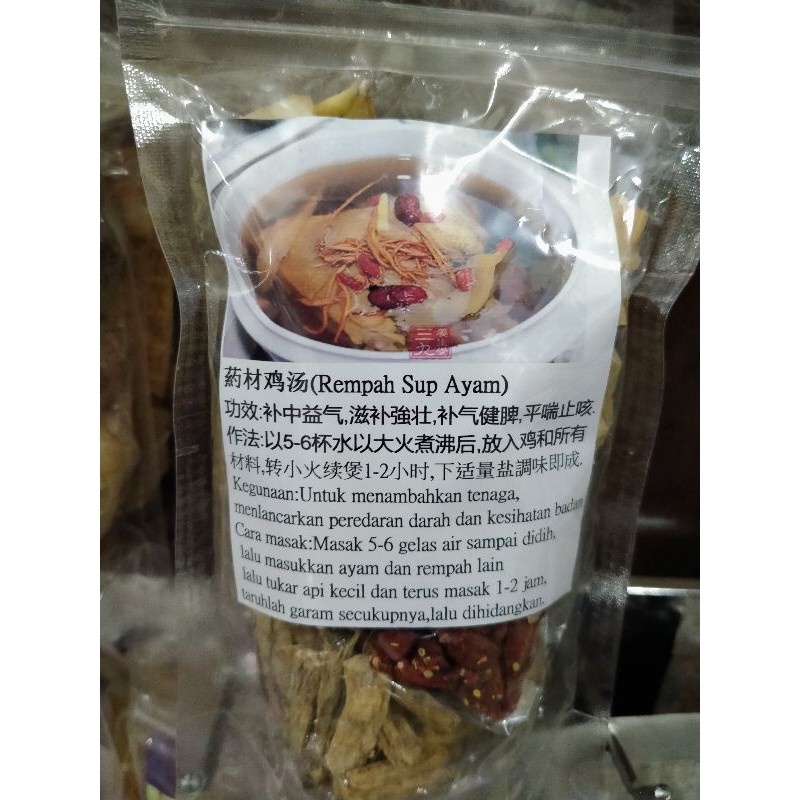 药材鸡汤(Rempah Sup Ayam)
功效:补中益气,滋补強壮,补气健脾,平喘止咳.
作法:以5-6杯水以大火煮沸后,放入鸡和所有
材料,转小火续煲1-2小时,下适量盐調味即成.
Kegunaan:Untuk menambahkan tenaga,
menlancarkan peredaran darah dan kesihatan badan
Cara masak:Masak 5-6 gelas air sampai didih,
lalu masukkan ayam dan rempah lain
lalu tukar api kecil dan terus masak 1-2 jam,
taruhlah garam secukupnya,lalu dihidangkan.